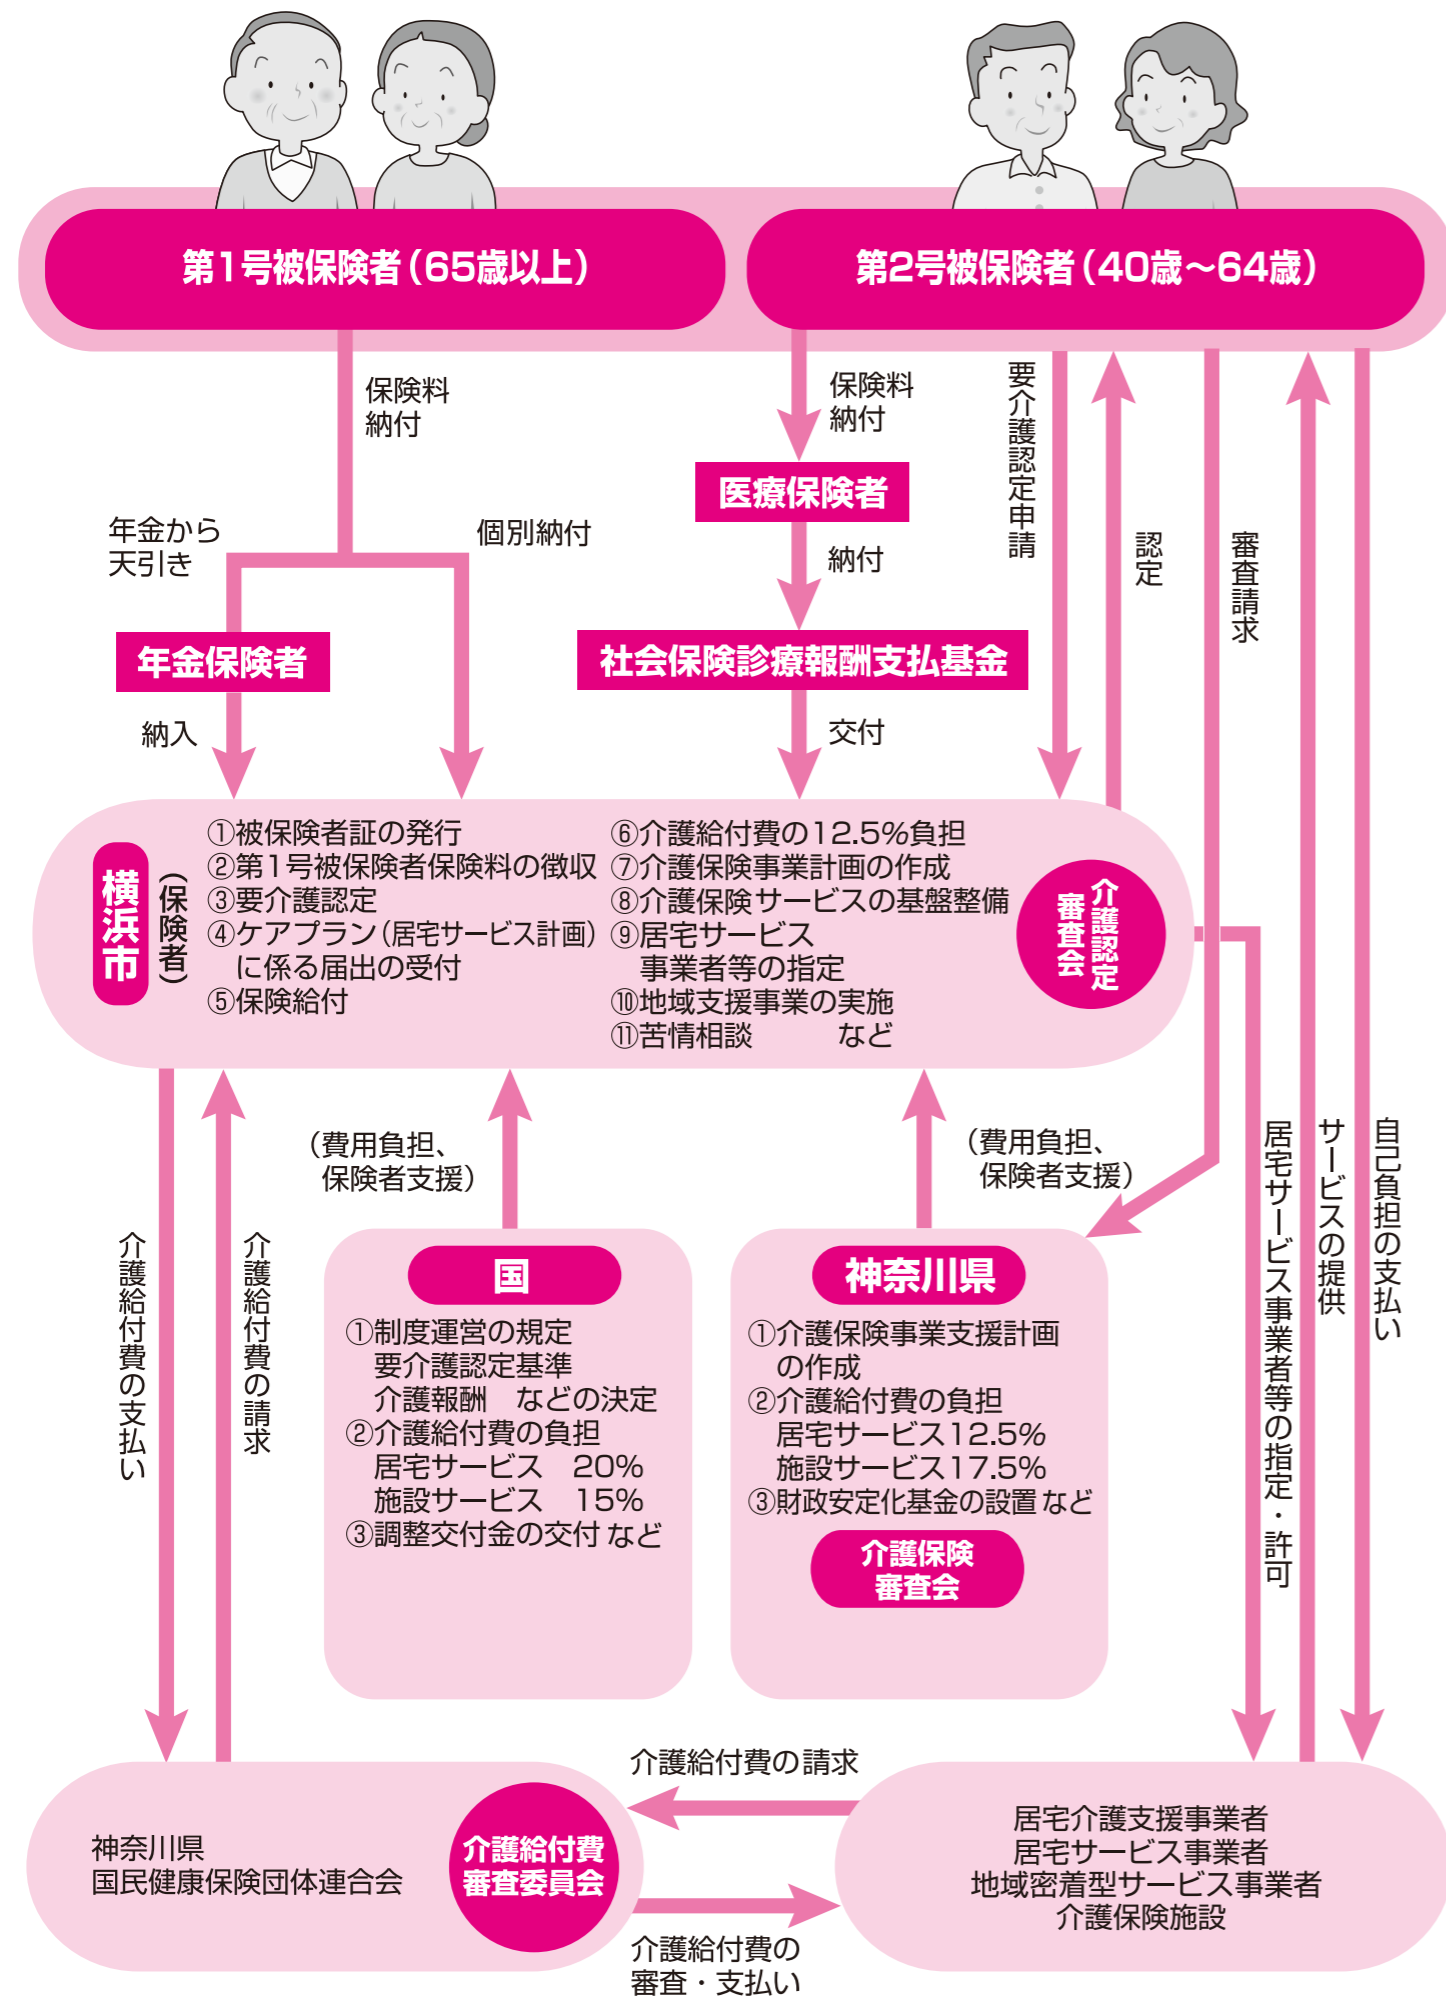 第1号被保険者（65歳以上）
第2号被保険者（40歳～64歳）
保険料
納付
年金から
天引き
個別納付
年金保険者
納入
保険料
納付
医療保険者
納付
社会保険診療報酬支払基金
交付
要介護認定申請
認定
審査請求
横浜市
（保険者）
①被保険者証の発行
②第1号被保険者保険料の徴収
③要介護認定
④ケアプラン（居宅サービス計画）
に係る届出の受付
⑤保険給付
⑥介護給付費の12.5%負担
⑦介護保険事業計画の作成
⑧介護保険サービスの基盤整備
⑨居宅サービス
事業者等の指定
⑩地域支援事業の実施
⑪苦情相談　　　など
介護認定
審査会
（費用負担、
保険者支援）
（費用負担、
保険者支援）
介護給付費の支払い
介護給付費の請求
国
①制度運営の規定
要介護認定基準
介護報酬　などの決定
②介護給付費の負担
居宅サービス　20%
施設サービス　15%
③調整交付金の交付 など
神奈川県
①介護保険事業支援計画
の作成
②介護給付費の負担
居宅サービス12.5%
施設サービス17.5%
③財政安定化基金の設置 など
介護保険
審査会
居宅サービス事業者等の指定・許可
サービスの提供
自己負担の支払い
神奈川県
国民健康保険団体連合会
介護給付費
審査委員会
介護給付費の請求
介護給付費の
審査・支払い
居宅介護支援事業者
居宅サービス事業者
地域密着型サービス事業者
介護保険施設